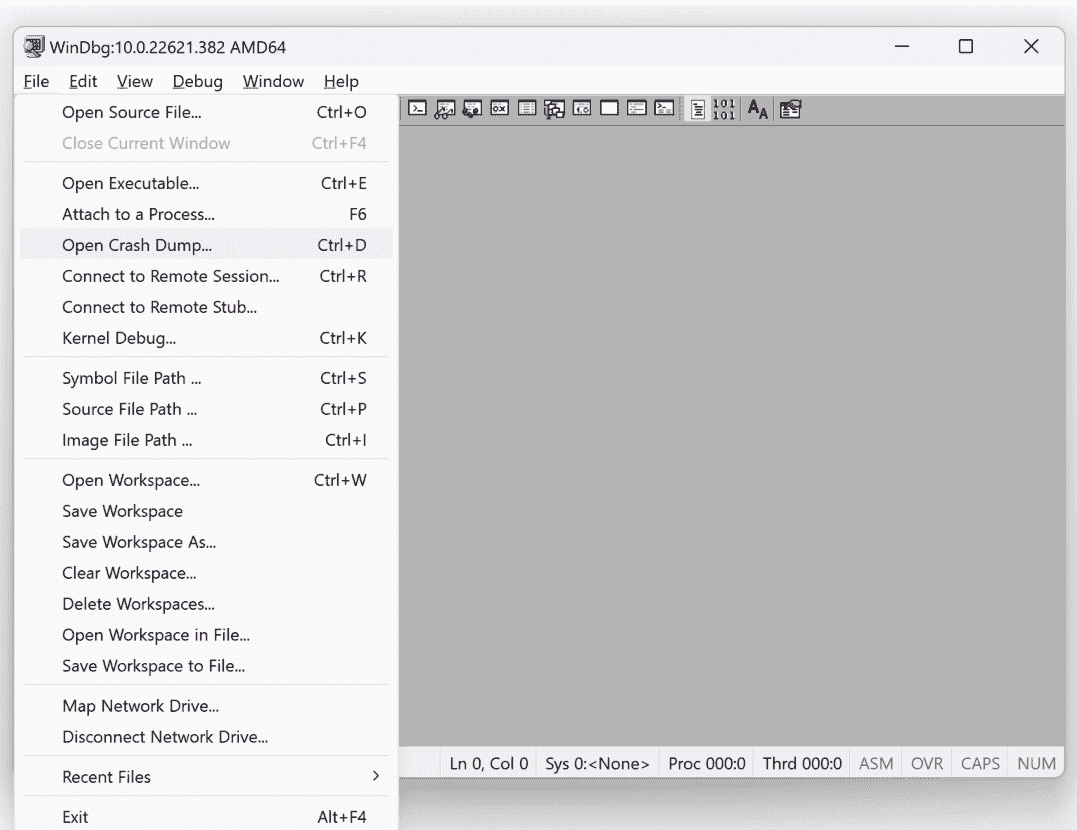 WinDbg:10.0.22621.382 AMD64
File Edit View Debug Window Help
Open Source File... Ctrl+O
Close Current Window Ctrl+F4
Open Executable... Ctrl+E
Attach to a Process... F6
Open Crash Dump... Ctrl+D
Connect to Remote Session... Ctrl+R
Connect to Remote Stub...
Kernel Debug... Ctrl+K
Symbol File Path ... Ctrl+S
Source File Path ... Ctrl+P
Image File Path ... Ctrl+I
Open Workspace... Ctrl+W
Save Workspace
Save Workspace As...
Clear Workspace...
Delete Workspaces...
Open Workspace in File...
Save Workspace to File...
Map Network Drive...
Disconnect Network Drive...
Recent Files
Exit Alt+F4
101
101
AA
Ln 0, Col 0 Sys 0:<None> Proc 000:0 Thrd 000:0 ASM OVR CAPS NUM